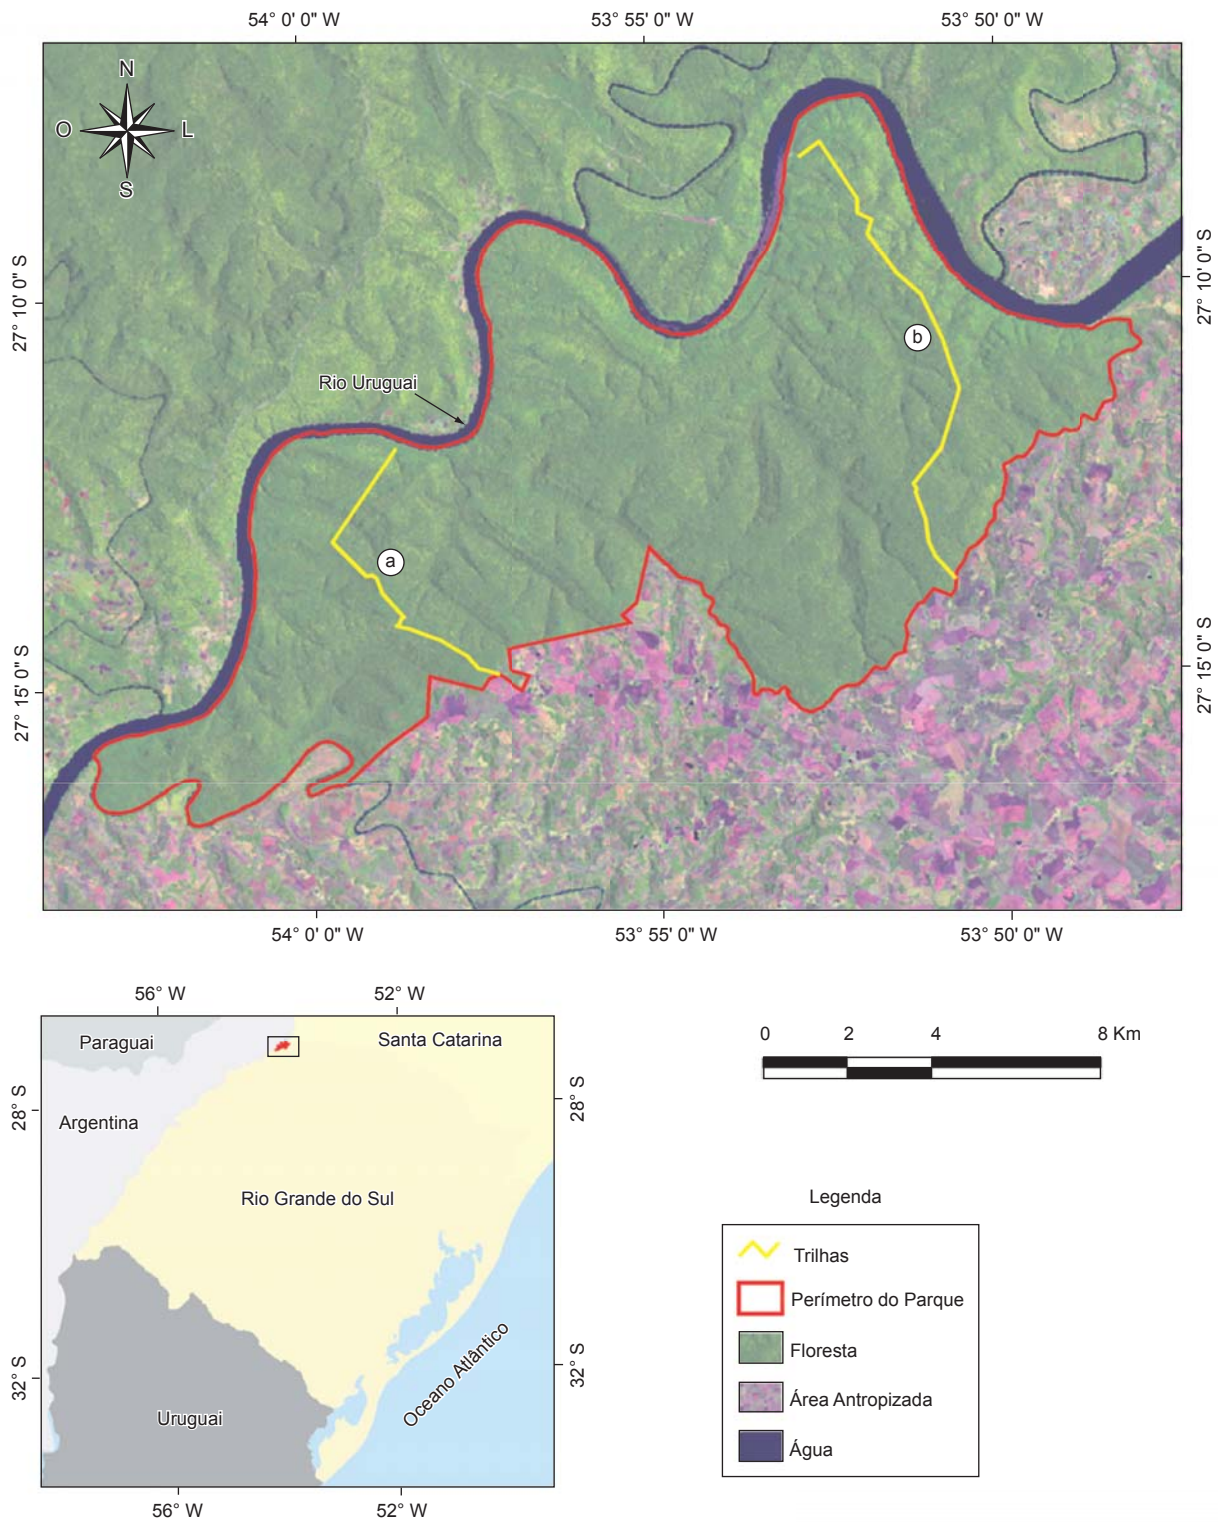 54° 0' 0" W
53° 55' 0" W
53° 50' 0" W
N
O
L
S
27° 10' 0" S
27° 10' 0" S
b
Rio Uruguai
a
27° 15' 0" S
27° 15' 0" S
54° 0' 0" W
53° 55' 0" W
53° 50' 0" W
56° W
52° W
Paraguai
Santa Catarina
28° S
28° S
Argentina
Rio Grande do Sul
Oceano Atlântico
32° S
32° S
Uruguai
56° W
52° W
0 2 4 8 Km
Legenda
Trilhas
Perímetro do Parque
Floresta
Área Antropizada
Água